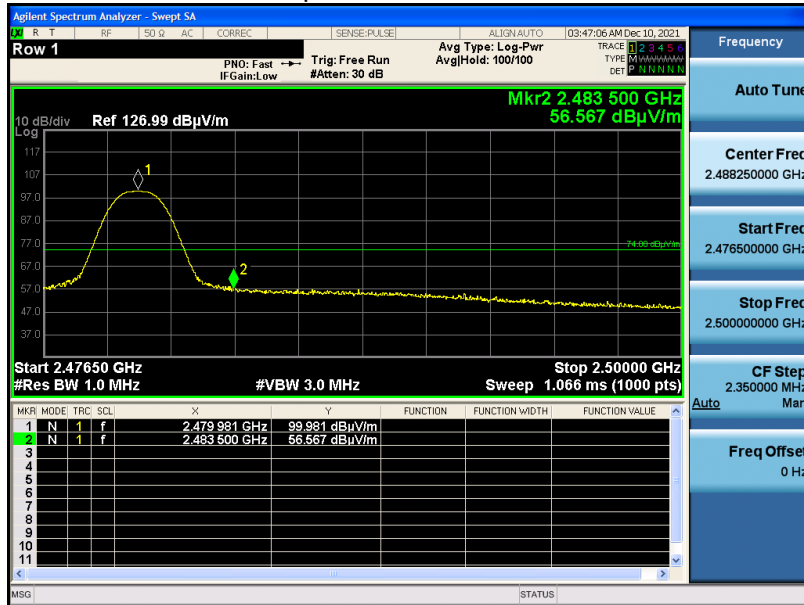 Agilent Spectrum Analyzer - Swept SA
LXI R T RF 50 Ω AC CORREC SENSE:PULSE ALIGN AUTO 03:47:06 AM Dec 10, 2021
Row 1
PNO: Fast
IFGain:Low
Trig: Free Run
#Atten: 30 dB
Avg Type: Log-Pwr
Avg|Hold: 100/100
TRACE 1 2 3 4 5 6
TYPE M
DET P N N N N N
Frequency
Mkr2 2.483 500 GHz
56.567 dBµV/m
10 dB/div
Log
Ref 126.99 dBµV/m
117
107
97.0
87.0
77.0
67.0
57.0
47.0
37.0
1
2
74.00 dBµV/m
Start 2.47650 GHz
#Res BW 1.0 MHz
#VBW 3.0 MHz
Stop 2.50000 GHz
Sweep 1.066 ms (1000 pts)
MKR MODE TRC SCL X Y FUNCTION FUNCTION WIDTH FUNCTION VALUE
1 N 1 f 2.479 981 GHz 99.981 dBµV/m
2 N 1 f 2.483 500 GHz 56.567 dBµV/m
3
4
5
6
7
8
9
10
11
MSG STATUS
Auto Tune
Center Freq
2.488250000 GHz
Start Freq
2.476500000 GHz
Stop Freq
2.500000000 GHz
CF Step
2.350000 MHz
Auto Man
Freq Offset
0 Hz